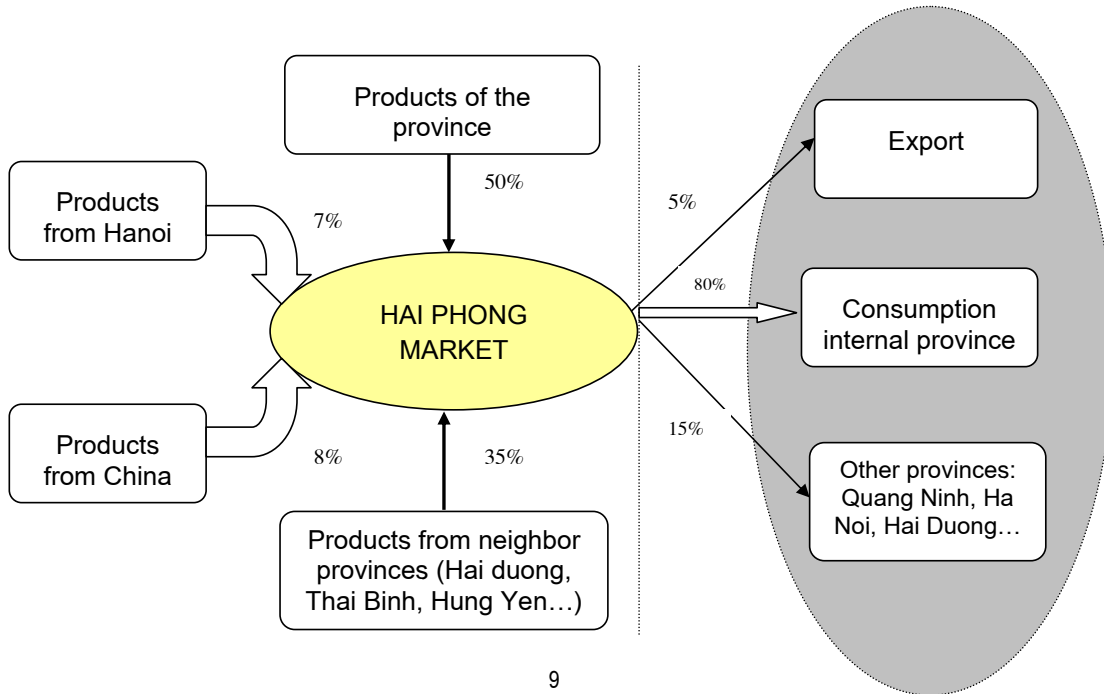 Products of the
province
50%
Products
from Hanoi
7%
HAI PHONG
MARKET
Products
from China
8%
35%
Products from neighbor
provinces (Hai duong,
Thai Binh, Hung Yen…)
5%
Export
80%
Consumption
internal province
15%
Other provinces:
Quang Ninh, Ha
Noi, Hai Duong…
9